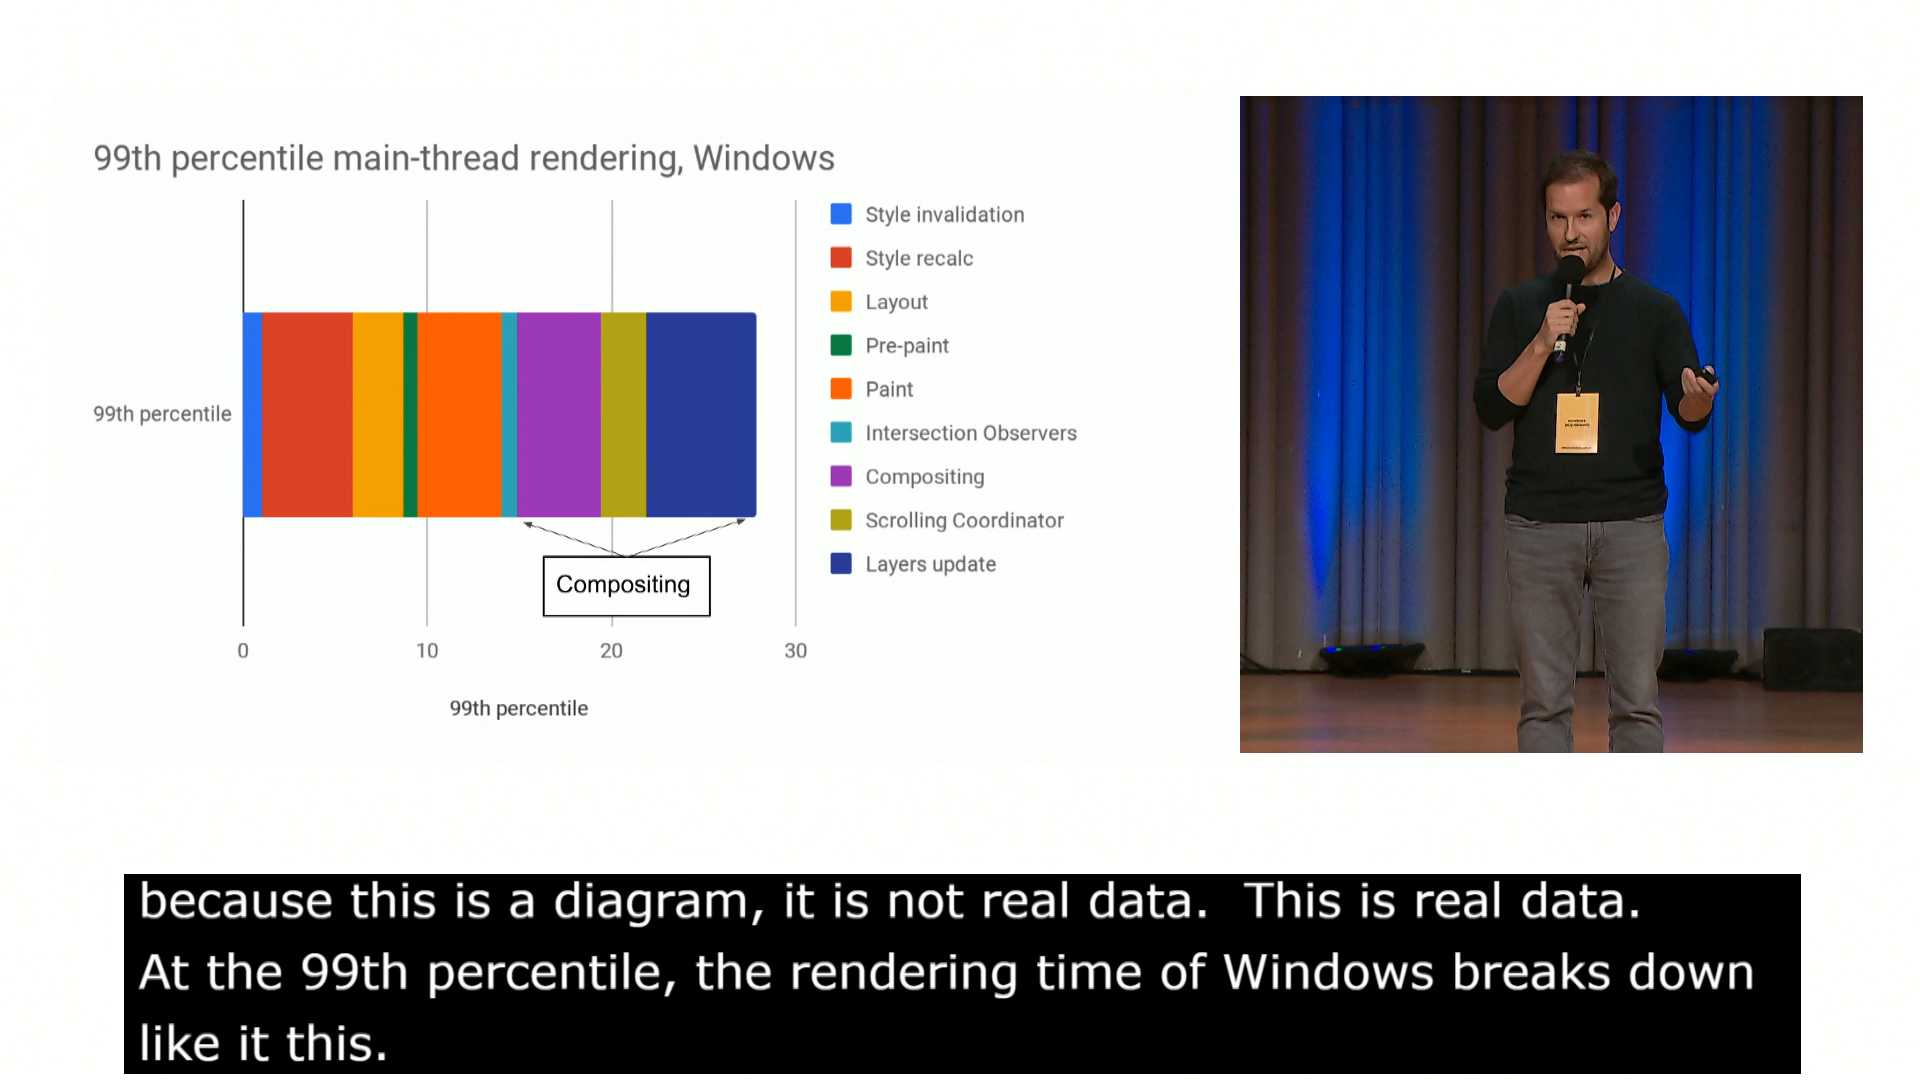 99th percentile main-thread rendering, Windows
Style invalidation
Style recalc
Layout
Pre-paint
Paint
Intersection Observers
Compositing
Scrolling Coordinator
Layers update
99th percentile
Compositing
0 10 20 30
99th percentile
because this is a diagram, it is not real data. This is real data.
At the 99th percentile, the rendering time of Windows breaks down
like it this.